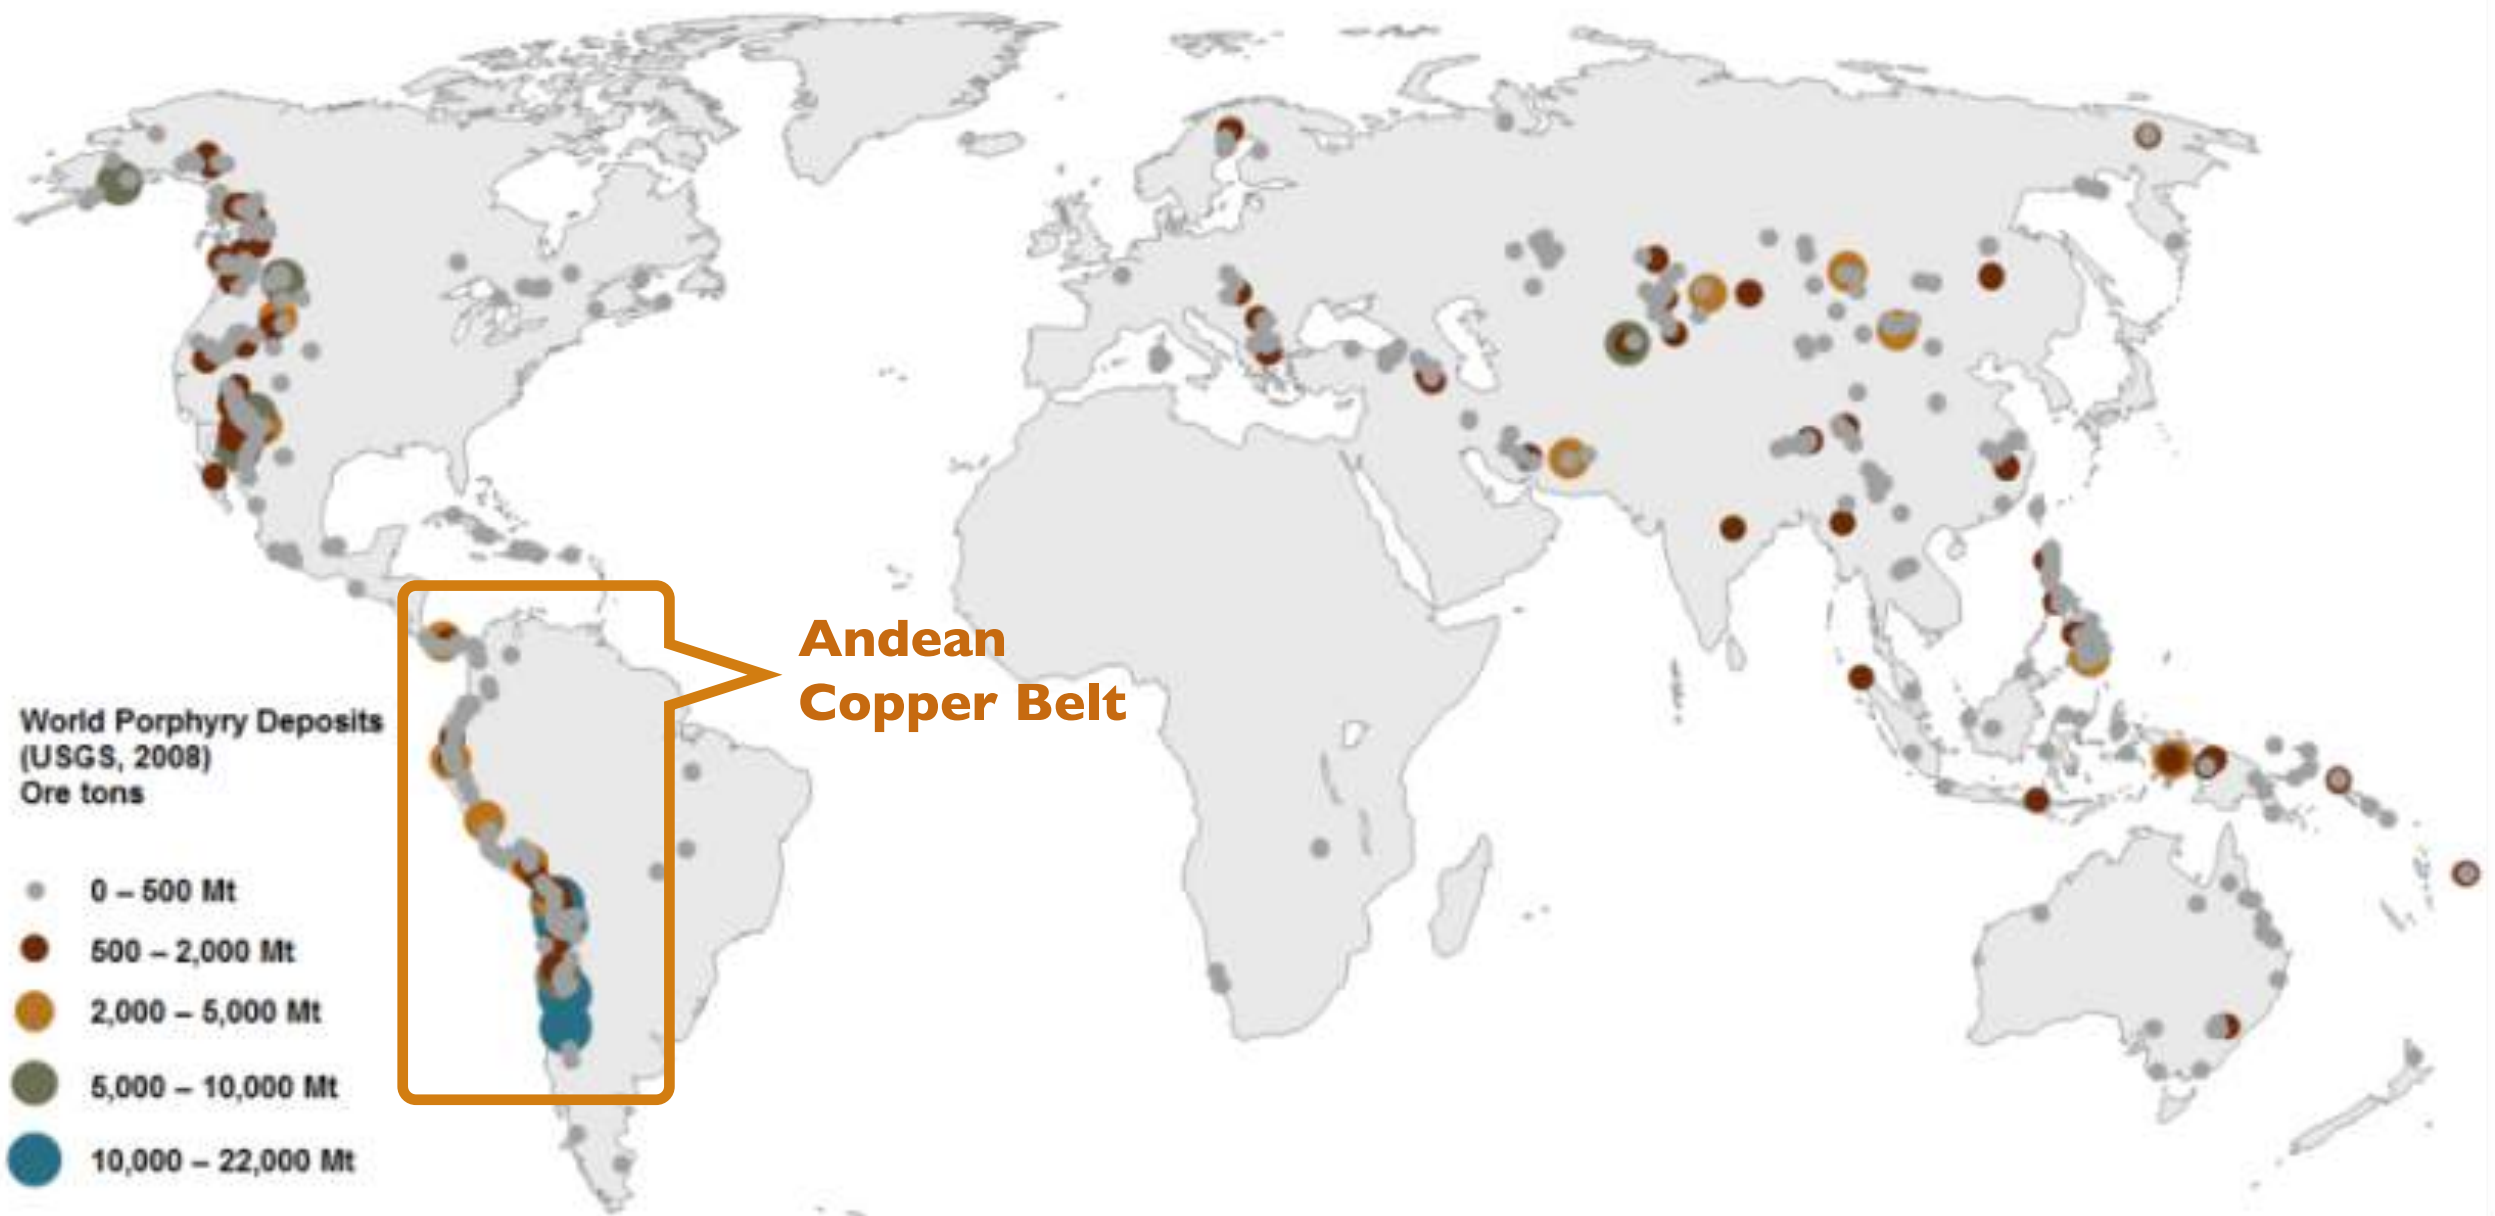 Andean
Copper Belt
World Porphyry Deposits
(USGS, 2008)
Ore tons
0 – 500 Mt
500 – 2,000 Mt
2,000 – 5,000 Mt
5,000 – 10,000 Mt
10,000 – 22,000 Mt